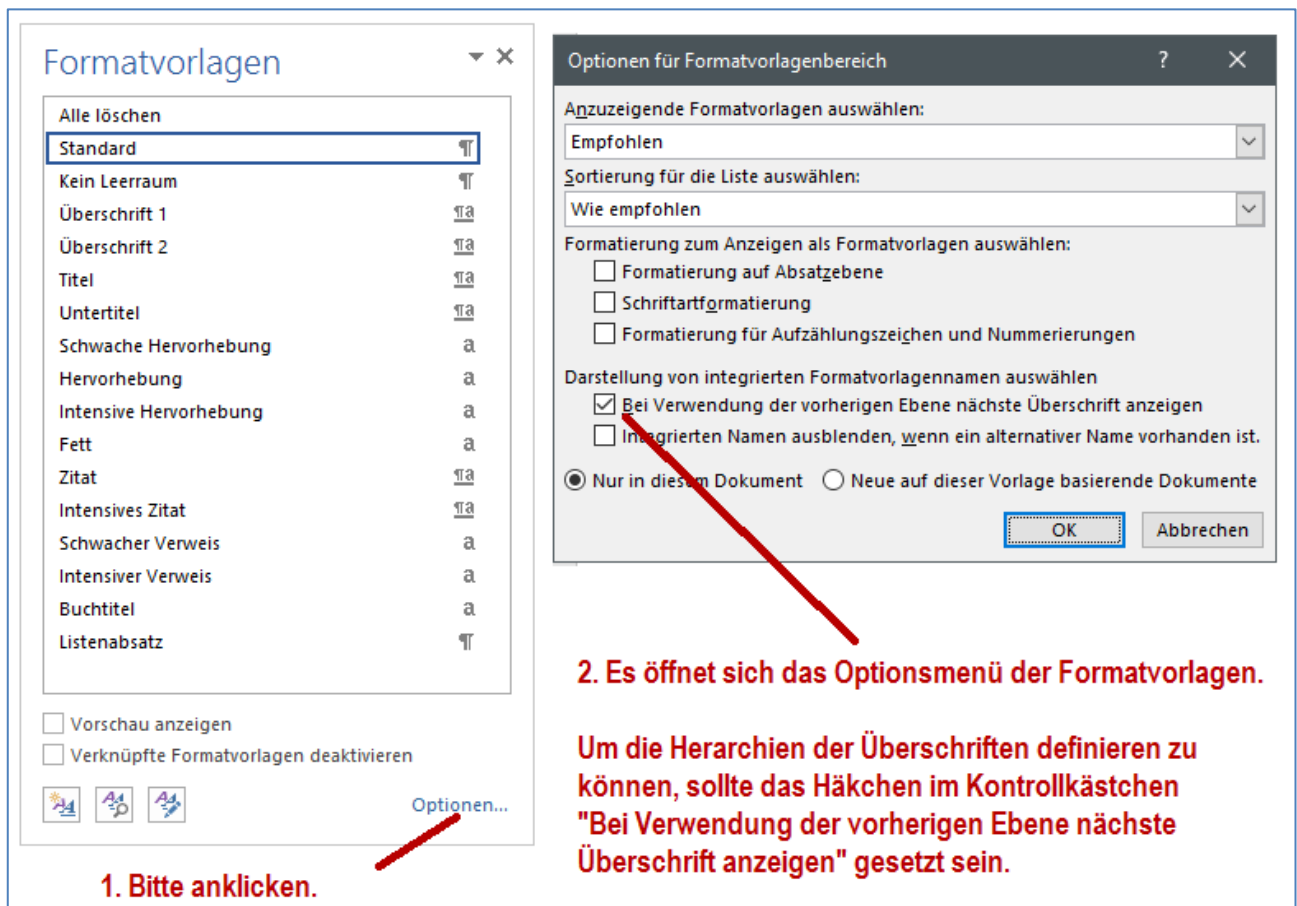 Formatvorlagen
Alle löschen
Standard ¶
Kein Leerraum ¶
Überschrift 1 ¶a
Überschrift 2 ¶a
Titel ¶a
Untertitel ¶a
Schwache Hervorhebung a
Hervorhebung a
Intensive Hervorhebung a
Fett a
Zitat ¶a
Intensives Zitat ¶a
Schwacher Verweis a
Intensiver Verweis a
Buchtitel a
Listenabsatz ¶
Vorschau anzeigen
Verknüpfte Formatvorlagen deaktivieren
Optionen...
1. Bitte anklicken.
Optionen für Formatvorlagenbereich ?
Anzuzeigende Formatvorlagen auswählen:
Empfohlen
Sortierung für die Liste auswählen:
Wie empfohlen
Formatierung zum Anzeigen als Formatvorlagen auswählen:
Formatierung auf Absatzebene
Schriftartformatierung
Formatierung für Aufzählungszeichen und Nummerierungen
Darstellung von integrierten Formatvorlagennamen auswählen
Bei Verwendung der vorherigen Ebene nächste Überschrift anzeigen
Integrierten Namen ausblenden, wenn ein alternativer Name vorhanden ist.
Nur in diesem Dokument Neue auf dieser Vorlage basierende Dokumente
OK Abbrechen
2. Es öffnet sich das Optionsmenü der Formatvorlagen.
Um die Herarchien der Überschriften definieren zu
können, sollte das Häkchen im Kontrollkästchen
"Bei Verwendung der vorherigen Ebene nächste
Überschrift anzeigen" gesetzt sein.